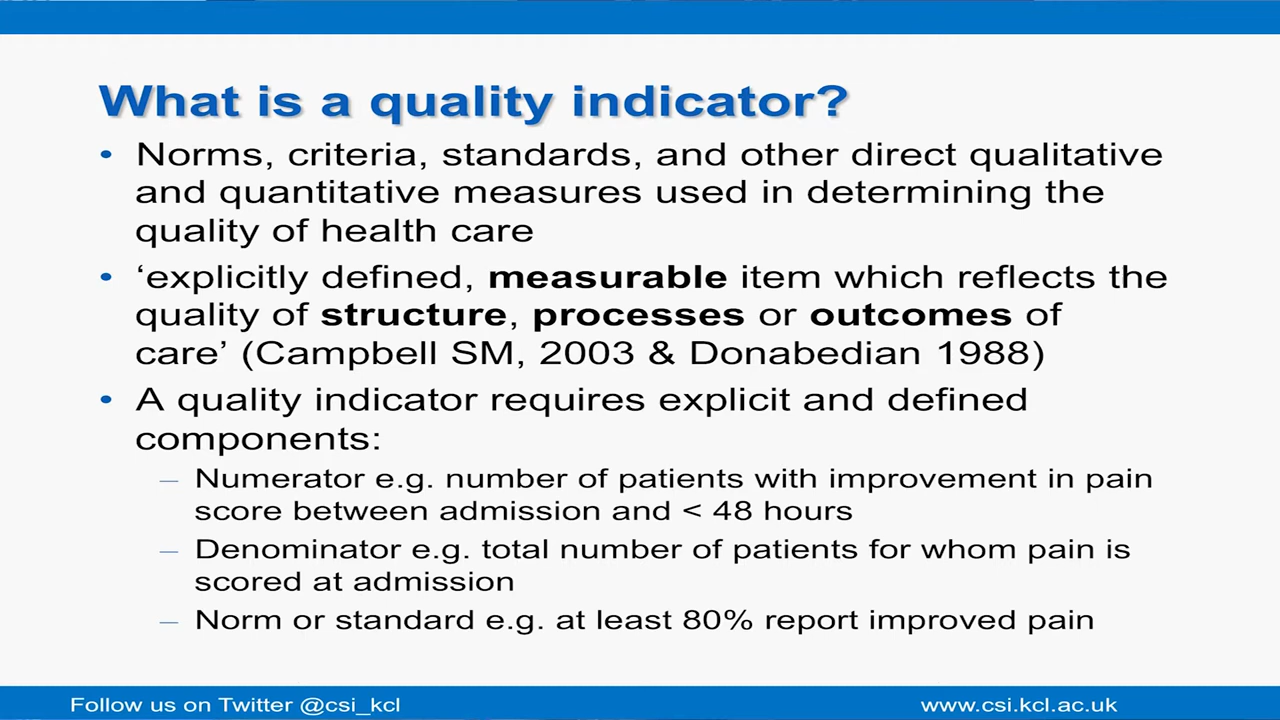 What is a quality indicator?
• Norms, criteria, standards, and other direct qualitative
and quantitative measures used in determining the
quality of health care
• ‘explicitly defined, measurable item which reflects the
quality of structure, processes or outcomes of
care’ (Campbell SM, 2003 & Donabedian 1988)
• A quality indicator requires explicit and defined
components:
– Numerator e.g. number of patients with improvement in pain
score between admission and < 48 hours
– Denominator e.g. total number of patients for whom pain is
scored at admission
– Norm or standard e.g. at least 80% report improved pain
Follow us on Twitter @csi_kcl
www.csi.kcl.ac.uk